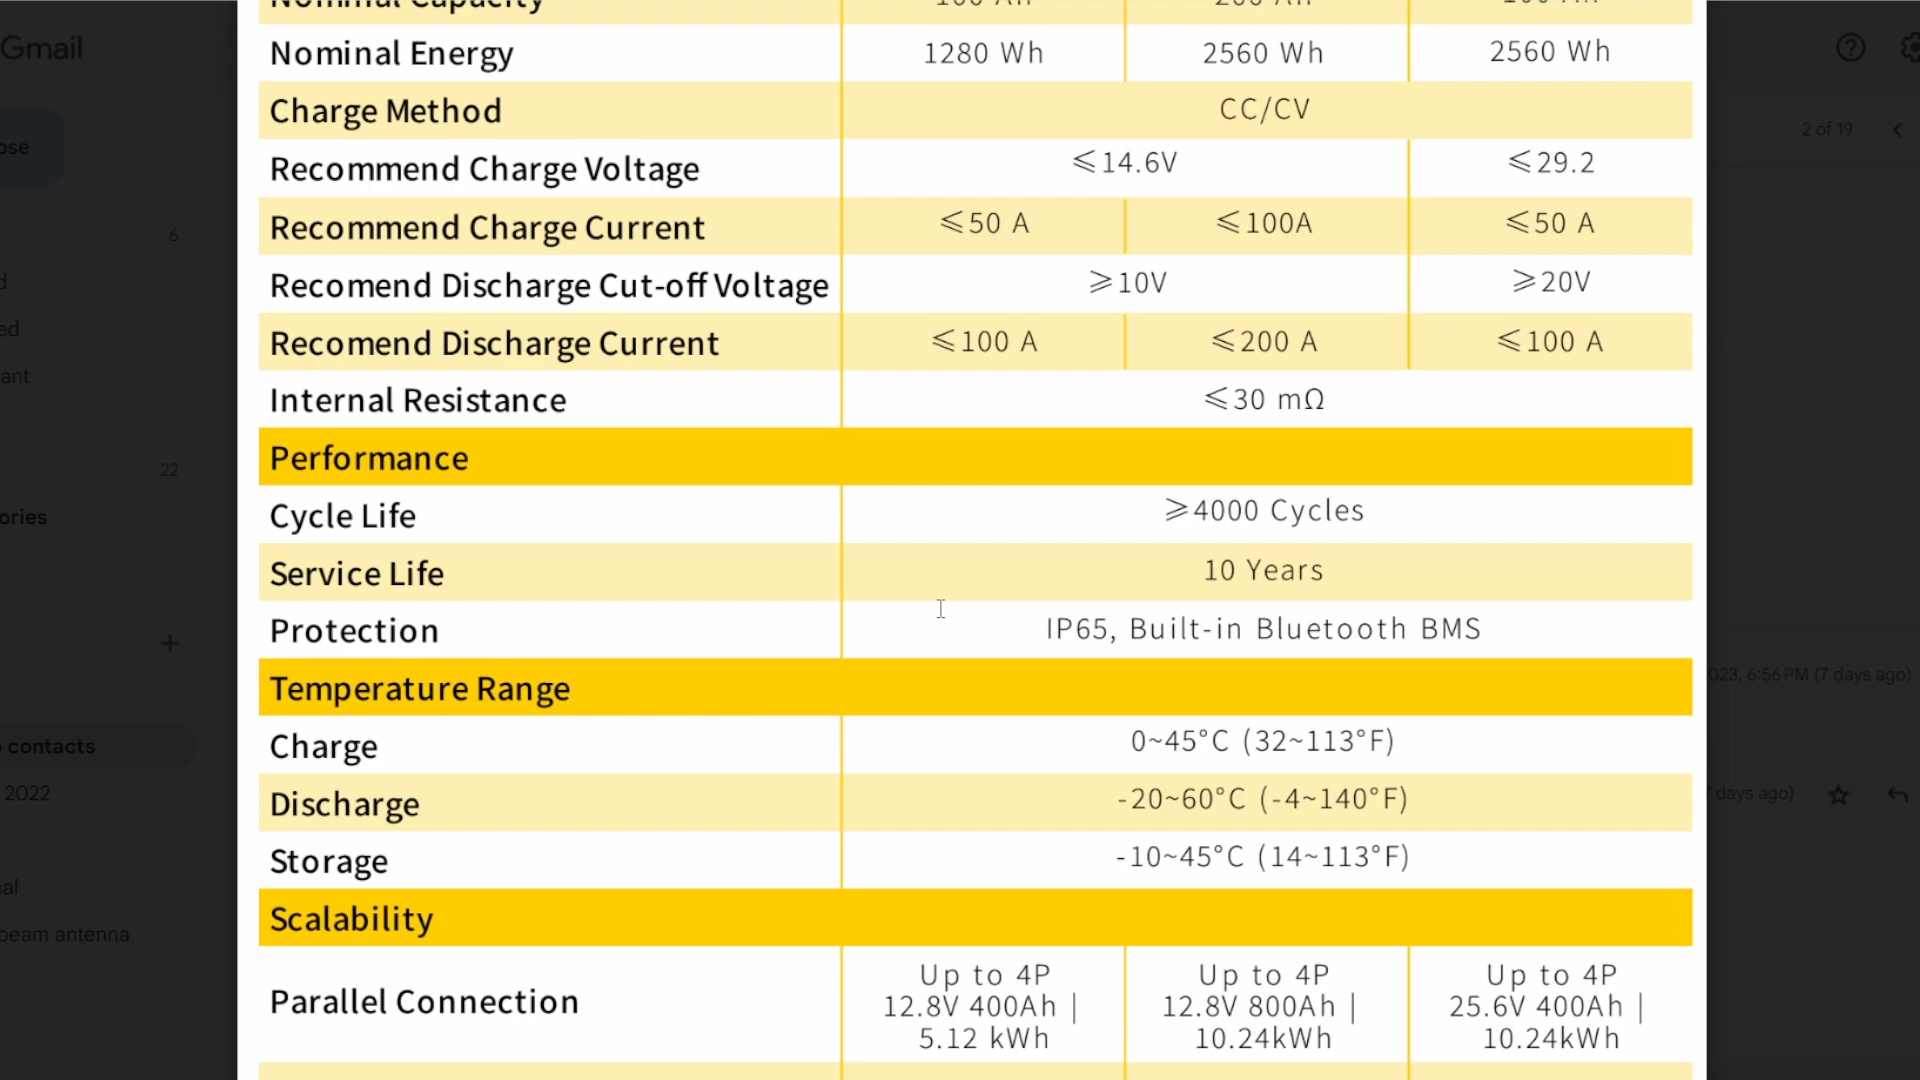 Nominal Capacity 100 Ah 200 Ah 100 Ah
Gmail
Nominal Energy 1280 Wh 2560 Wh 2560 Wh
Charge Method CC/CV
2 of 19
ose
Recommend Charge Voltage ⩽14.6V ⩽29.2
Recommend Charge Current ⩽50 A ⩽100A ⩽50 A
6
Recomend Discharge Cut-off Voltage ⩾10V ⩾20V
d
ed
Recomend Discharge Current ⩽100 A ⩽200 A ⩽100 A
ant
Internal Resistance ⩽30 mΩ
Performance
22
Cycle Life ⩾4000 Cycles
ories
Service Life 10 Years
Protection IP65, Built-in Bluetooth BMS
+
Temperature Range
023, 6:56 PM (7 days ago)
Charge 0~45°C (32~113°F)
contacts
Discharge -20~60°C (-4~140°F)
2022
days ago)
Storage -10~45°C (14~113°F)
al
Scalability
beam antenna
Parallel Connection
Up to 4P
12.8V 400Ah |
5.12 kWh
Up to 4P
12.8V 800Ah |
10.24kWh
Up to 4P
25.6V 400Ah |
10.24kWh